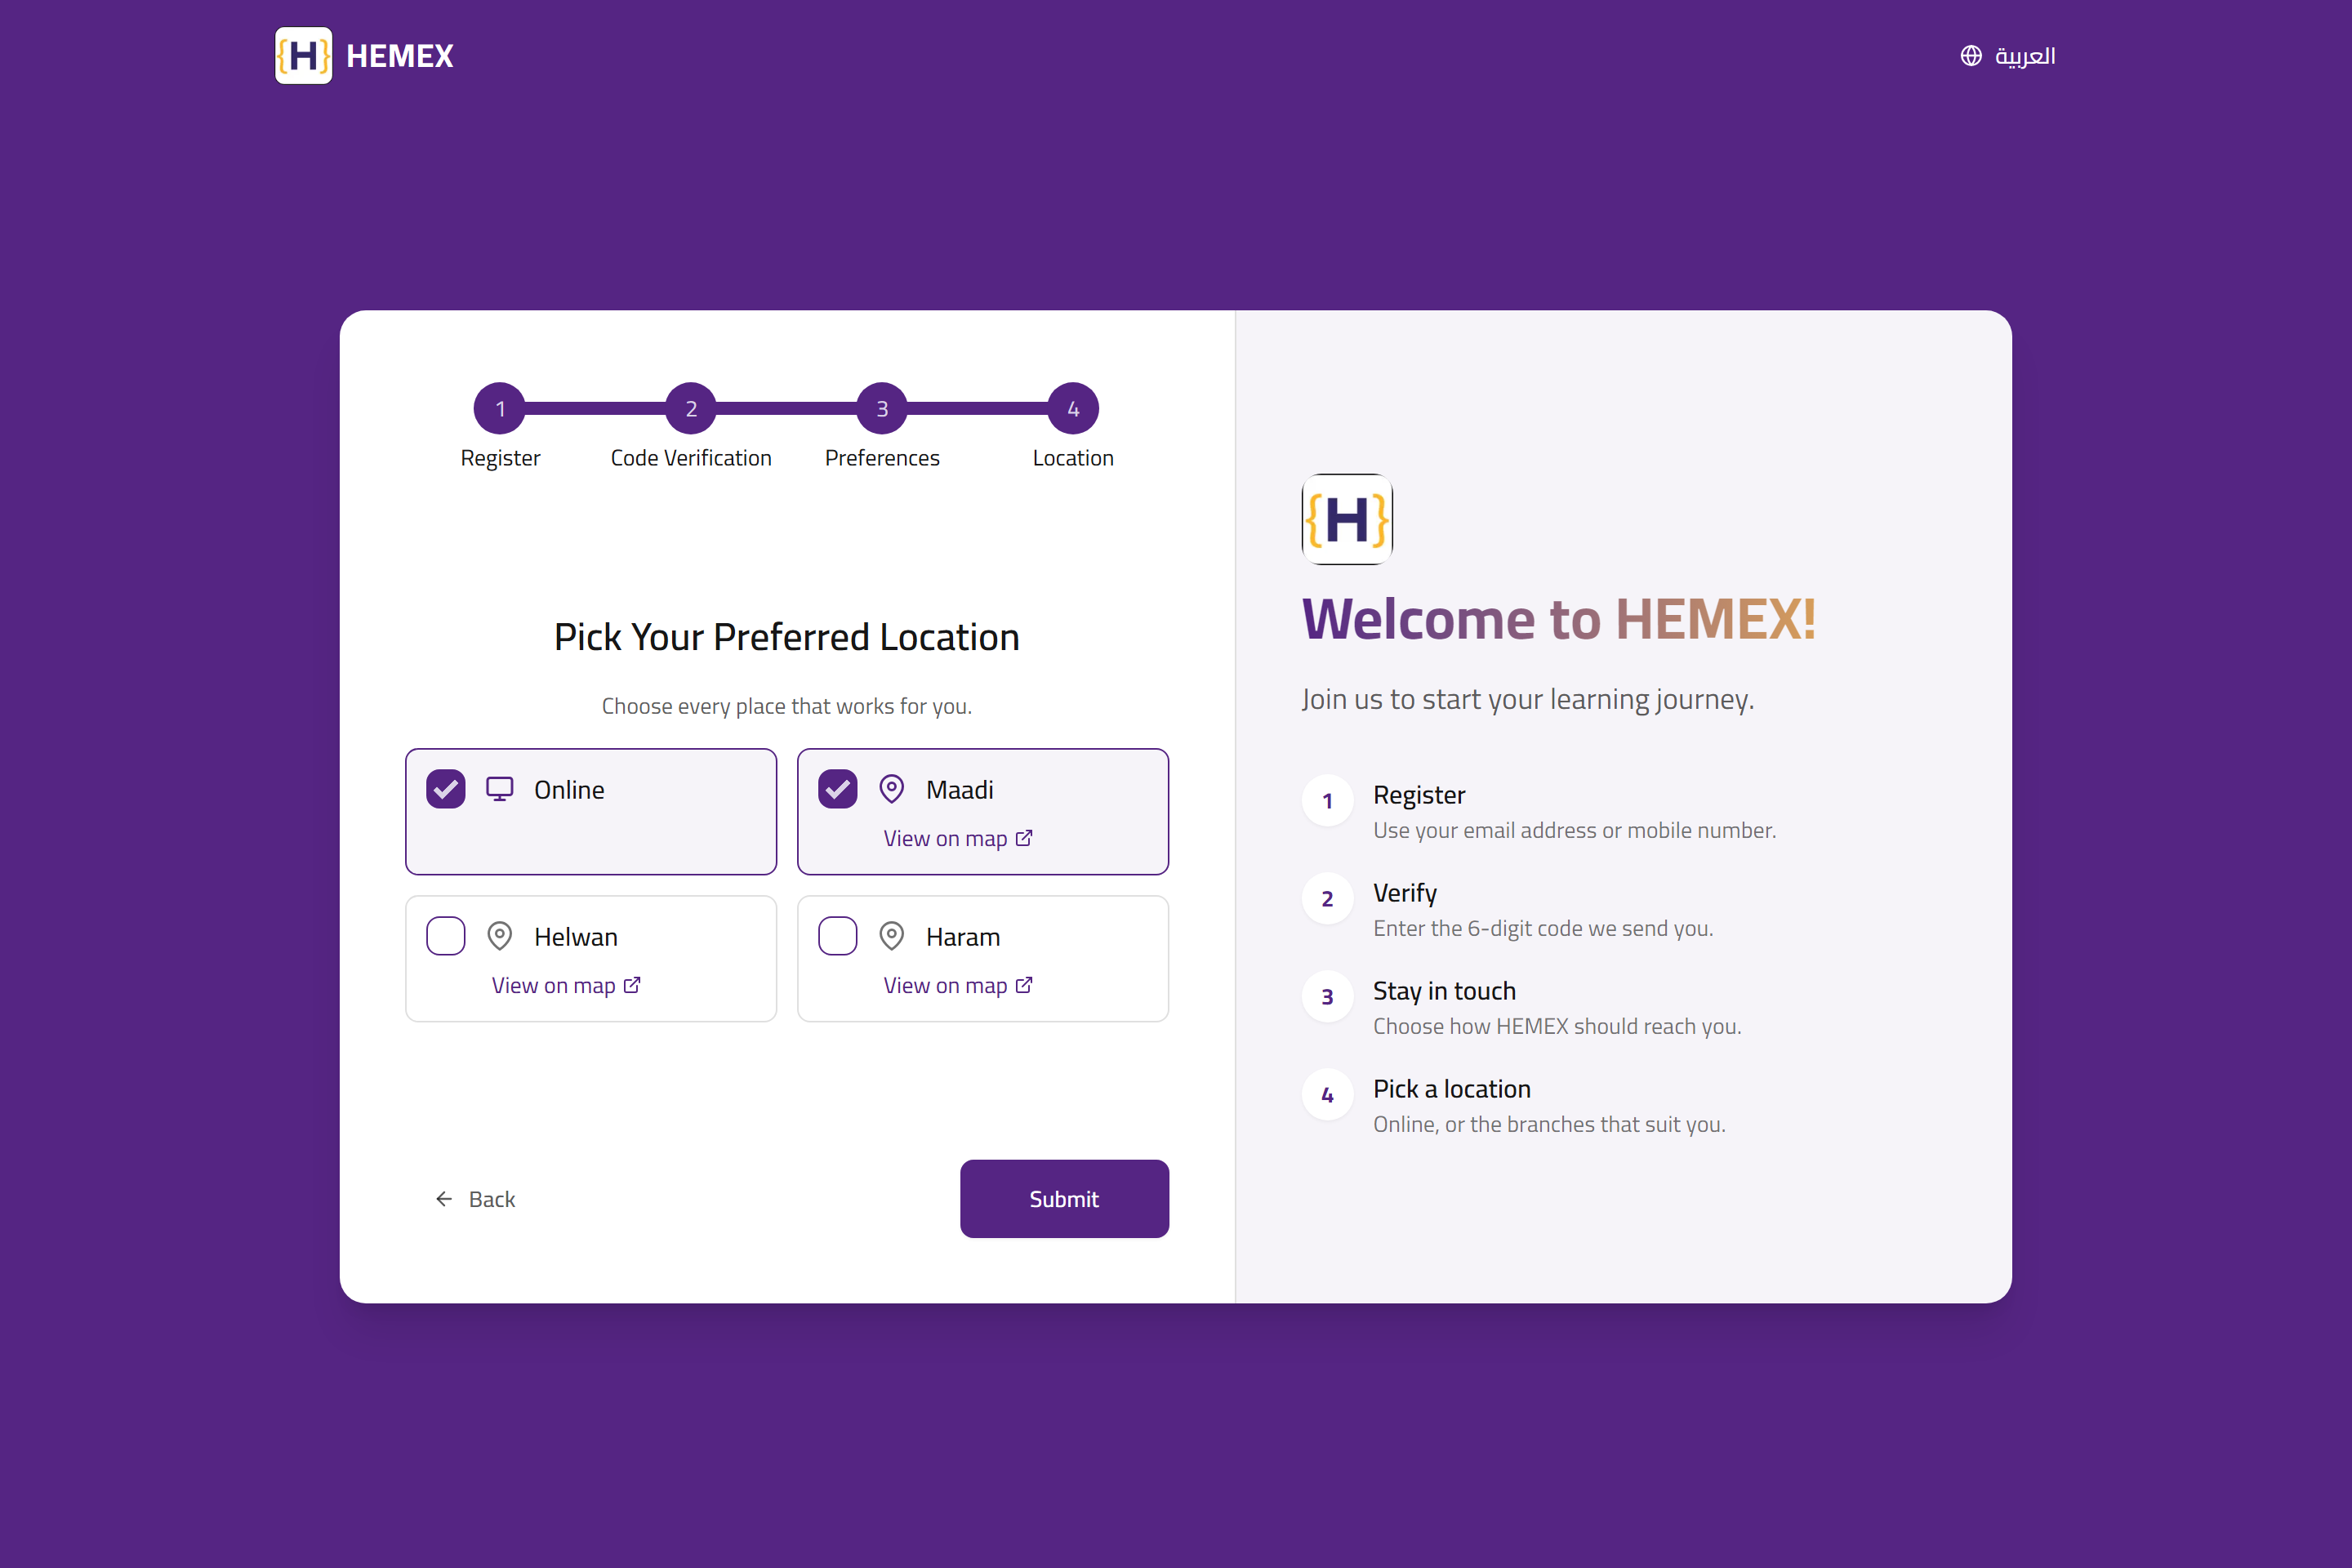 {H} HEMEX
العربية
1
2
3
4
Register
Code Verification
Preferences
Location
Pick Your Preferred Location
Choose every place that works for you.
Online
Maadi
View on map
Helwan
View on map
Haram
View on map
Back
Submit
{H}
Welcome to HEMEX!
Join us to start your learning journey.
1
Register
Use your email address or mobile number.
2
Verify
Enter the 6-digit code we send you.
3
Stay in touch
Choose how HEMEX should reach you.
4
Pick a location
Online, or the branches that suit you.